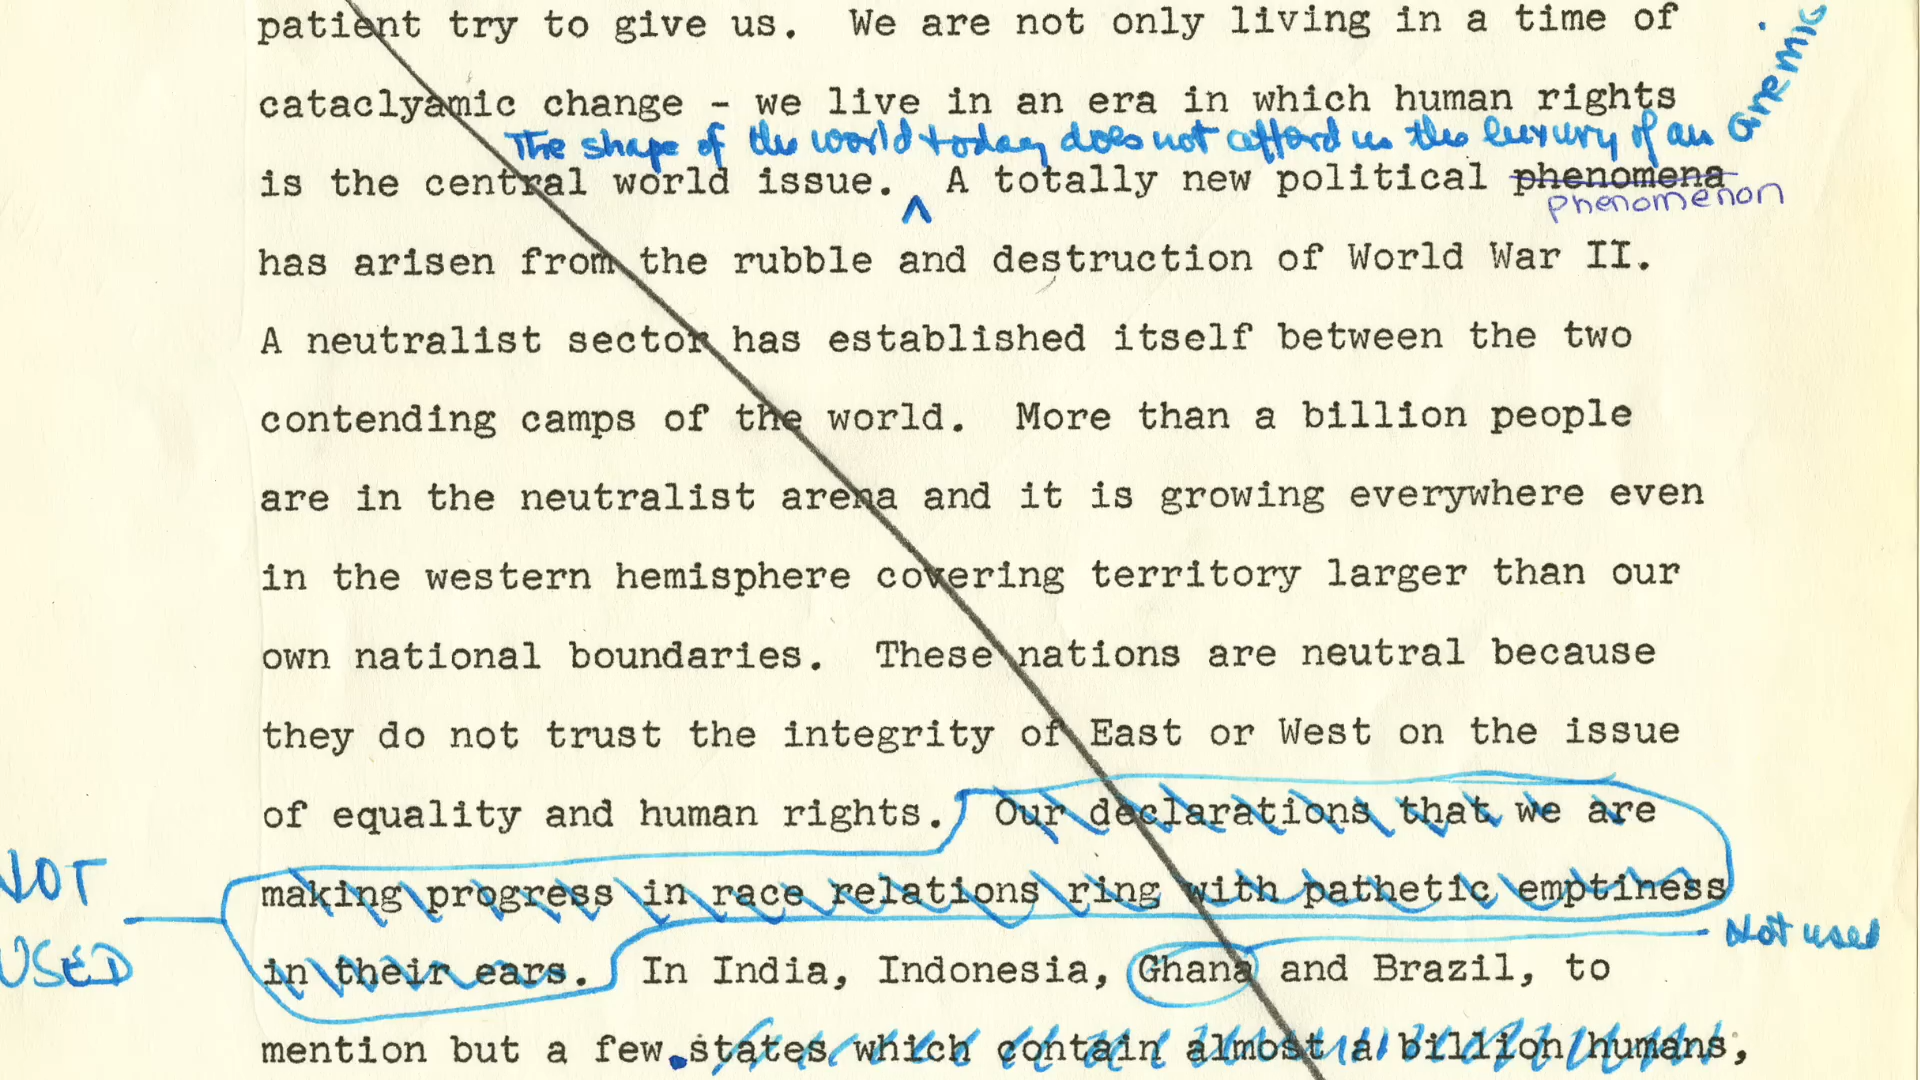 patient try to give us. We are not only living in a time of
cataclyamic change - we live in an era in which human rights
The shape of the world today does not afford us the luxury of an anemic
is the central world issue. ^ A totally new political phenomena
phenomenon
has arisen from the rubble and destruction of World War II.
A neutralist sector has established itself between the two
contending camps of the world. More than a billion people
are in the neutralist arena and it is growing everywhere even
in the western hemisphere covering territory larger than our
own national boundaries. These nations are neutral because
they do not trust the integrity of East or West on the issue
of equality and human rights. Our declarations that we are
NOT
making progress in race relations ring with pathetic emptiness
Not used
USED
in their ears. In India, Indonesia, Ghana and Brazil, to
mention but a few. states which contain almost a billion humans,